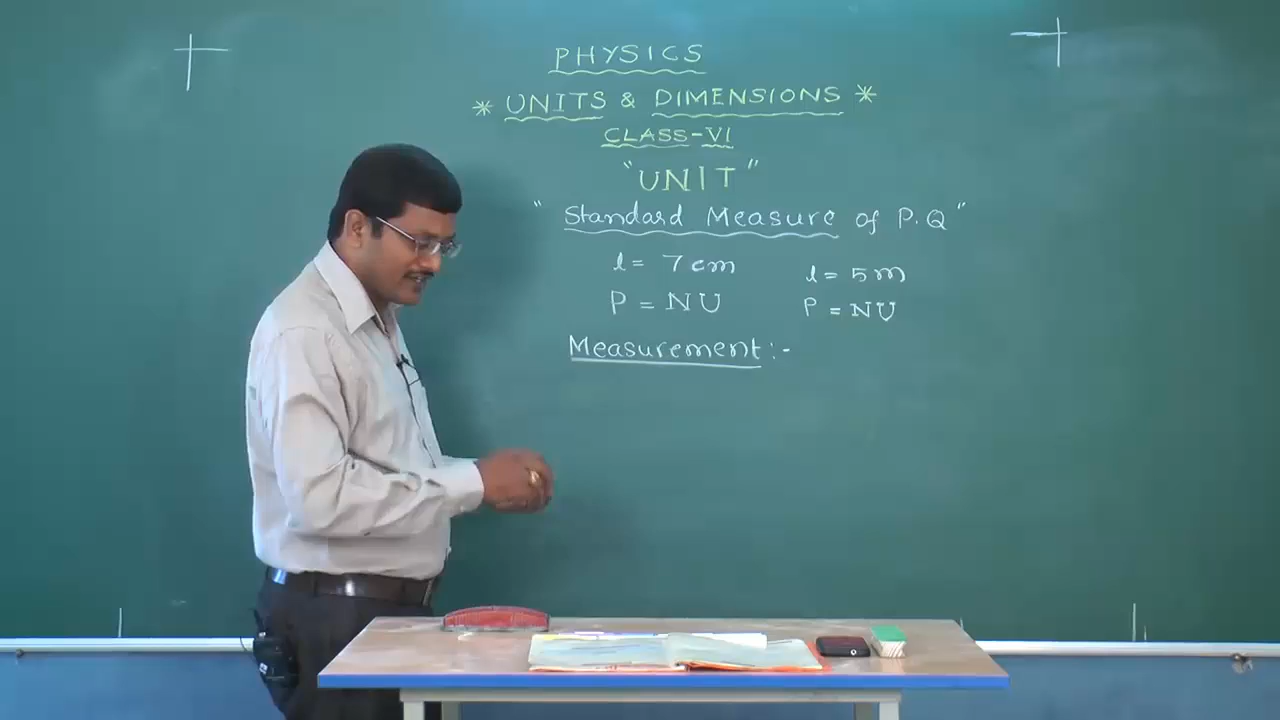 PHYSICS
* UNITS & DIMENSIONS *
CLASS-VI
"UNIT"
"Standard Measure of P.Q"
l = 7 cm
P = NU
l = 5 m
P = NU
Measurement:-